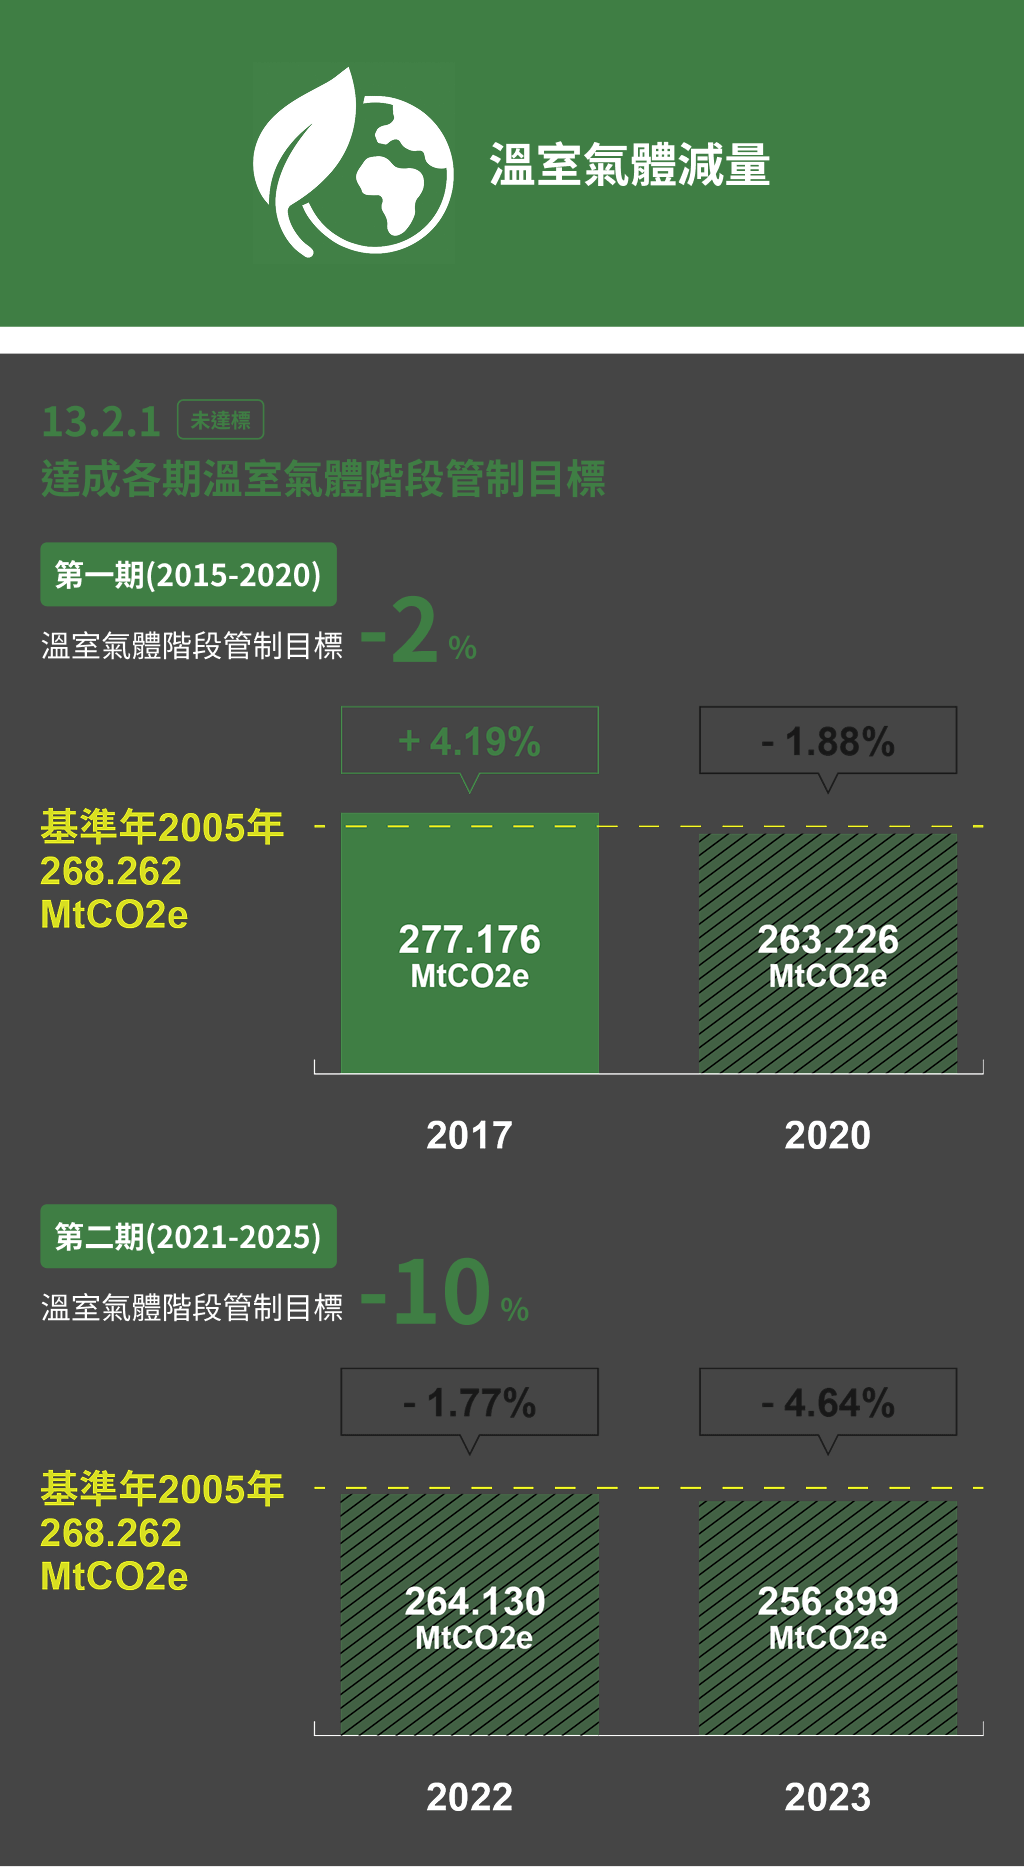 溫室氣體減量
13.2.1 未達標
達成各期溫室氣體階段管制目標
第一期(2015-2020)
溫室氣體階段管制目標 -2 %
+ 4.19%
- 1.88%
基準年2005年
268.262
MtCO2e
277.176
MtCO2e
263.226
MtCO2e
2017
2020
第二期(2021-2025)
溫室氣體階段管制目標 -10 %
- 1.77%
- 4.64%
基準年2005年
268.262
MtCO2e
264.130
MtCO2e
256.899
MtCO2e
2022
2023